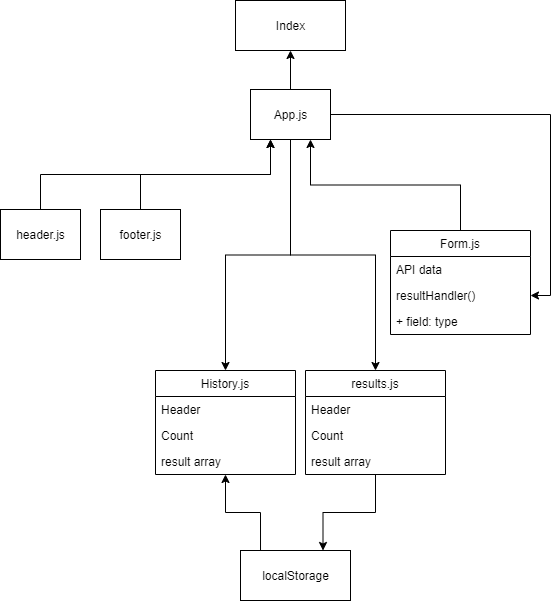 Index
App.js
header.js
footer.js
Form.js
API data
resultHandler()
+ field: type
History.js
Header
Count
result array
results.js
Header
Count
result array
localStorage